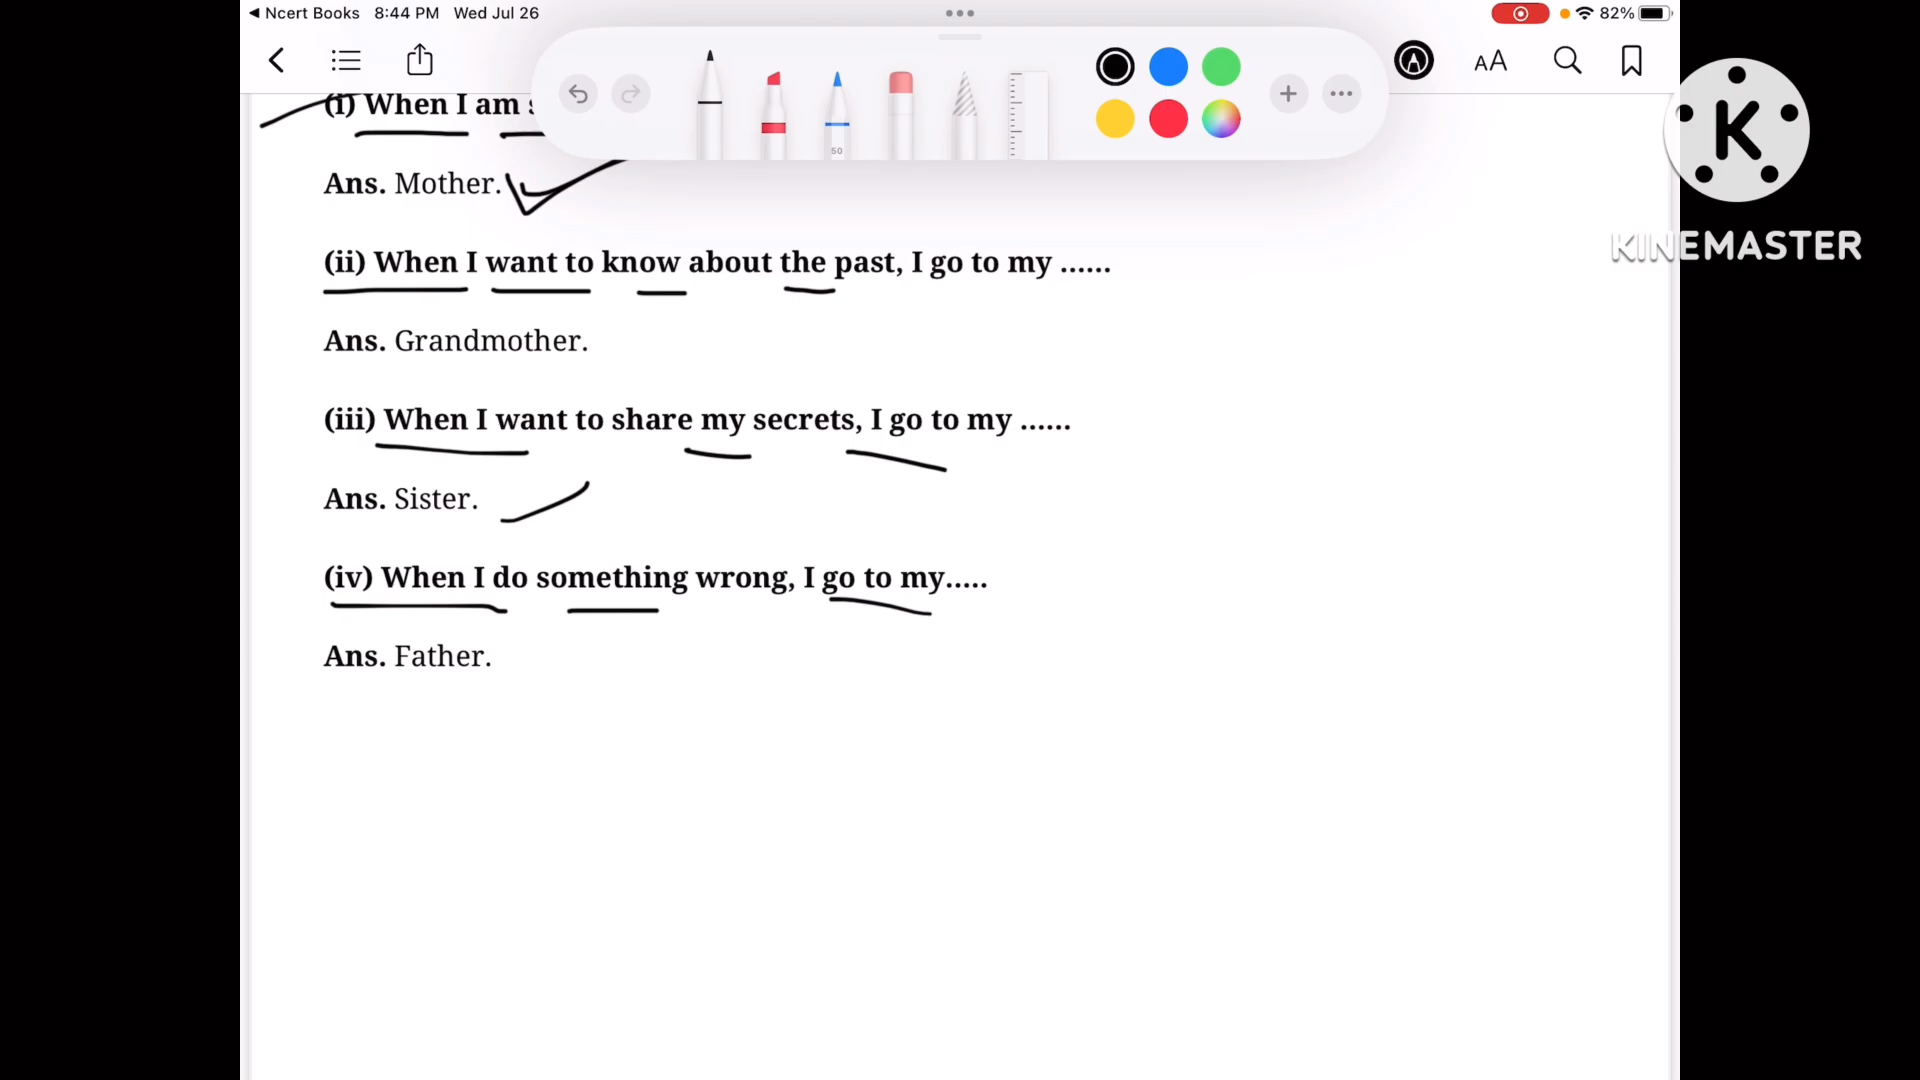 Ncert Books 8:44 PM Wed Jul 26
82%
AA
50
(i) When I am
Ans. Mother.
(ii) When I want to know about the past, I go to my ......
Ans. Grandmother.
(iii) When I want to share my secrets, I go to my ......
Ans. Sister.
(iv) When I do something wrong, I go to my.....
Ans. Father.
K
KINEMASTER